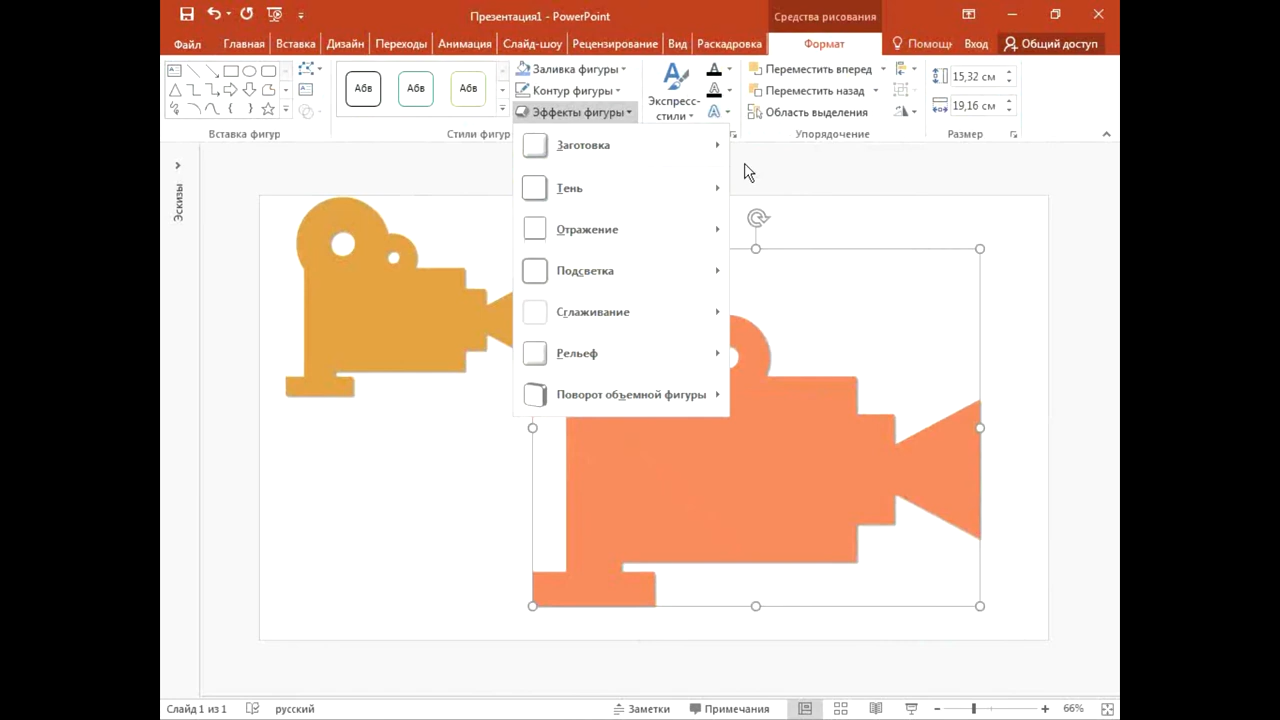 Презентация1 - PowerPoint
Средства рисования
Файл
Главная
Вставка
Дизайн
Переходы
Анимация
Слайд-шоу
Рецензирование
Вид
Раскадровка
Формат
Помощь
Вход
Общий доступ
Абв
Абв
Абв
Заливка фигуры
Контур фигуры
Эффекты фигуры
Экспресс-
стили
Переместить вперед
Переместить назад
Область выделения
15,32 см
19,16 см
Вставка фигур
Стили фигур
Упорядочение
Размер
Эскизы
Заготовка
Тень
Отражение
Подсветка
Сглаживание
Рельеф
Поворот объемной фигуры
Слайд 1 из 1
русский
Заметки
Примечания
66%